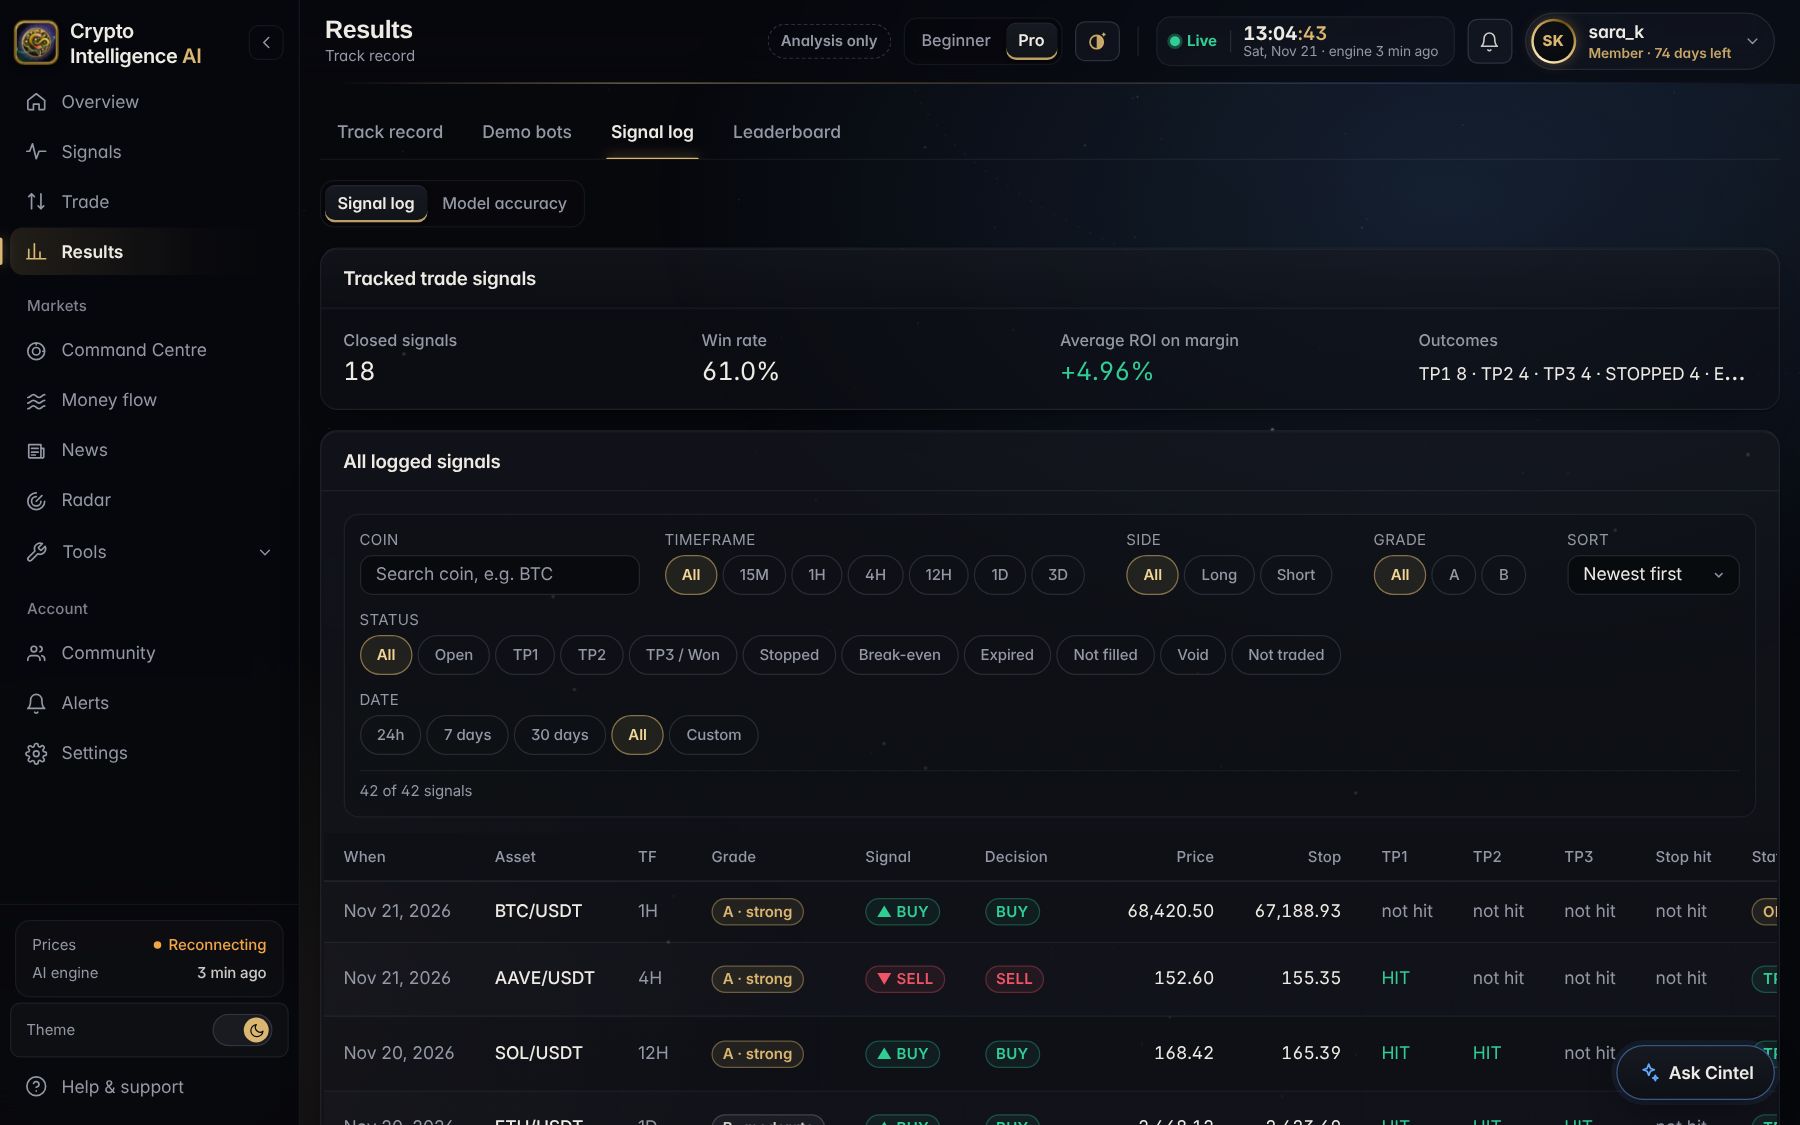 Crypto
Intelligence AI
Results
Track record
Analysis only
Beginner
Pro
Live
13:04:43
Sat, Nov 21 · engine 3 min ago
SK
sara_k
Member · 74 days left
Overview
Signals
Trade
Results
Markets
Command Centre
Money flow
News
Radar
Tools
Account
Community
Alerts
Settings
Prices
Reconnecting
AI engine
3 min ago
Theme
Help & support
Track record
Demo bots
Signal log
Leaderboard
Signal log
Model accuracy
Tracked trade signals
Closed signals
18
Win rate
61.0%
Average ROI on margin
+4.96%
Outcomes
TP1 8 · TP2 4 · TP3 4 · STOPPED 4 · E...
All logged signals
COIN
Search coin, e.g. BTC
TIMEFRAME
All 15M 1H 4H 12H 1D 3D
SIDE
All Long Short
GRADE
All A B
SORT
Newest first
STATUS
All Open TP1 TP2 TP3 / Won Stopped Break-even Expired Not filled Void Not traded
DATE
24h 7 days 30 days All Custom
42 of 42 signals
When Asset TF Grade Signal Decision Price Stop TP1 TP2 TP3 Stop hit
Nov 21, 2026 BTC/USDT 1H A · strong ▲ BUY BUY 68,420.50 67,188.93 not hit not hit not hit not hit
Nov 21, 2026 AAVE/USDT 4H A · strong ▼ SELL SELL 152.60 155.35 HIT not hit not hit not hit
Nov 20, 2026 SOL/USDT 12H A · strong ▲ BUY BUY 168.42 165.39 HIT HIT not hit
Ask Cintel